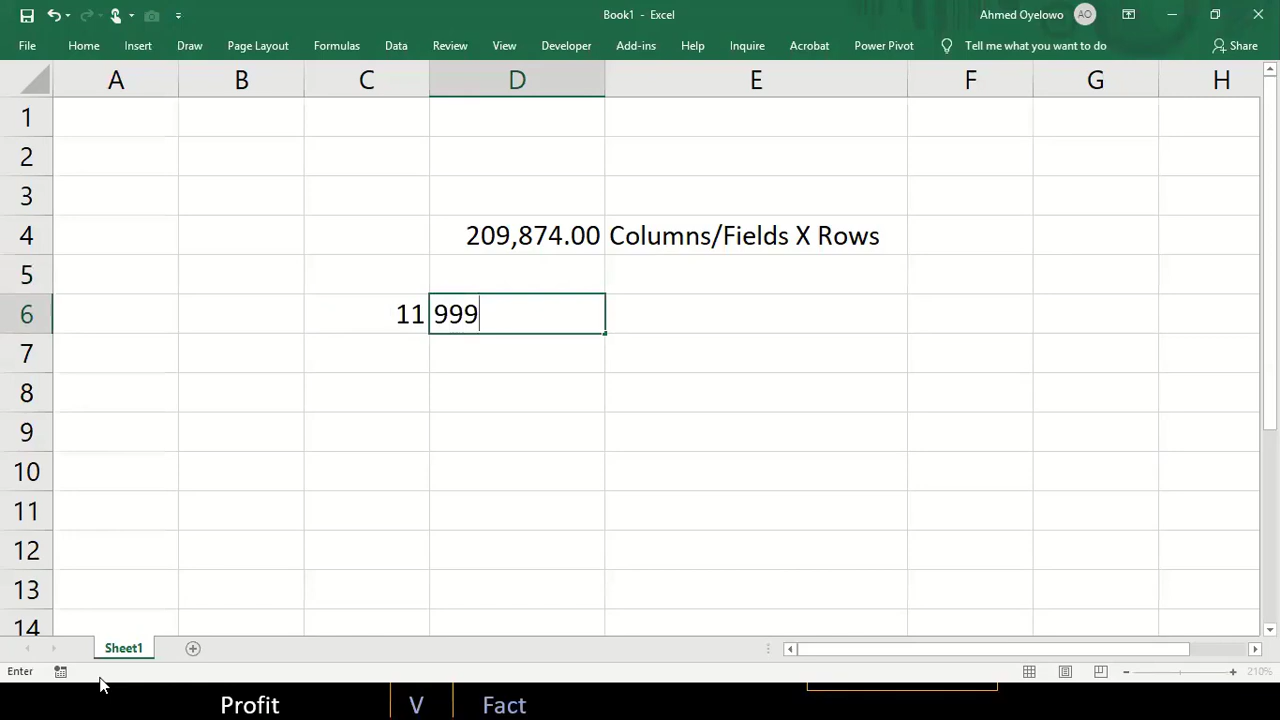 Book1 - Excel
Ahmed Oyelowo AO
File Home Insert Draw Page Layout Formulas Data Review View Developer Add-ins Help Inquire Acrobat Power Pivot Tell me what you want to do Share
A B C D E F G H
1
2
3
4 209,874.00 Columns/Fields X Rows
5
6 11 999
7
8
9
10
11
12
13
14
Sheet1
Enter 210%
Profit V Fact